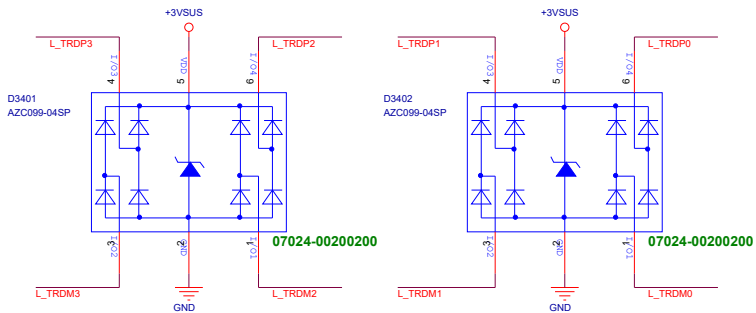 +3VSUS
L_TRDP3
L_TRDP2
I/O3
VDD
I/O4
4
5
6
D3401
AZC099-04SP
3
2
1
I/O2
GND
I/O1
07024-00200200
L_TRDM3
L_TRDM2
GND
+3VSUS
L_TRDP1
L_TRDP0
I/O3
VDD
I/O4
4
5
6
D3402
AZC099-04SP
3
2
1
I/O2
GND
I/O1
07024-00200200
L_TRDM1
L_TRDM0
GND